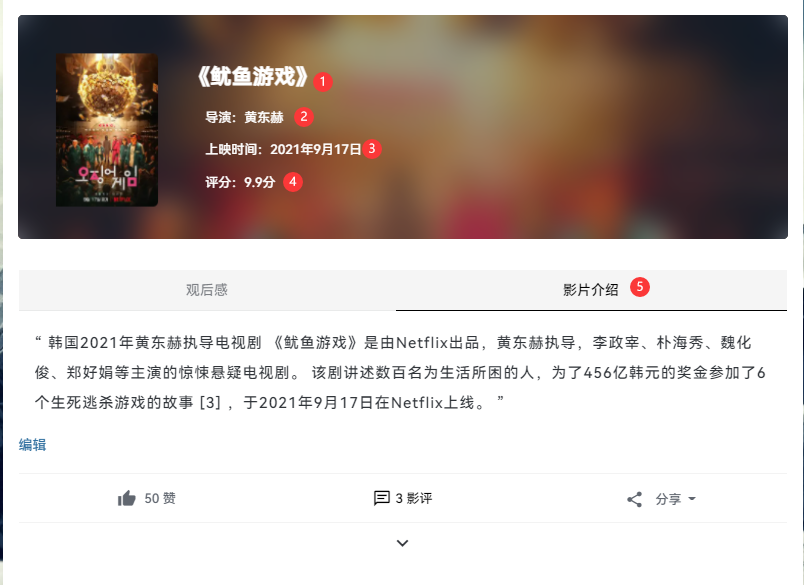 《鱿鱼游戏》 1
导演：黄东赫 2
上映时间：2021年9月17日 3
评分：9.9分 4
오징어 게임
观后感
影片介绍 5
“ 韩国2021年黄东赫执导电视剧 《鱿鱼游戏》是由Netflix出品，黄东赫执导，李政宰、朴海秀、魏化
俊、郑好娟等主演的惊悚悬疑电视剧。 该剧讲述数百名为生活所困的人，为了456亿韩元的奖金参加了6
个生死逃杀游戏的故事 [3] ，于2021年9月17日在Netflix上线。 ”
编辑
50 赞
3 影评
分享